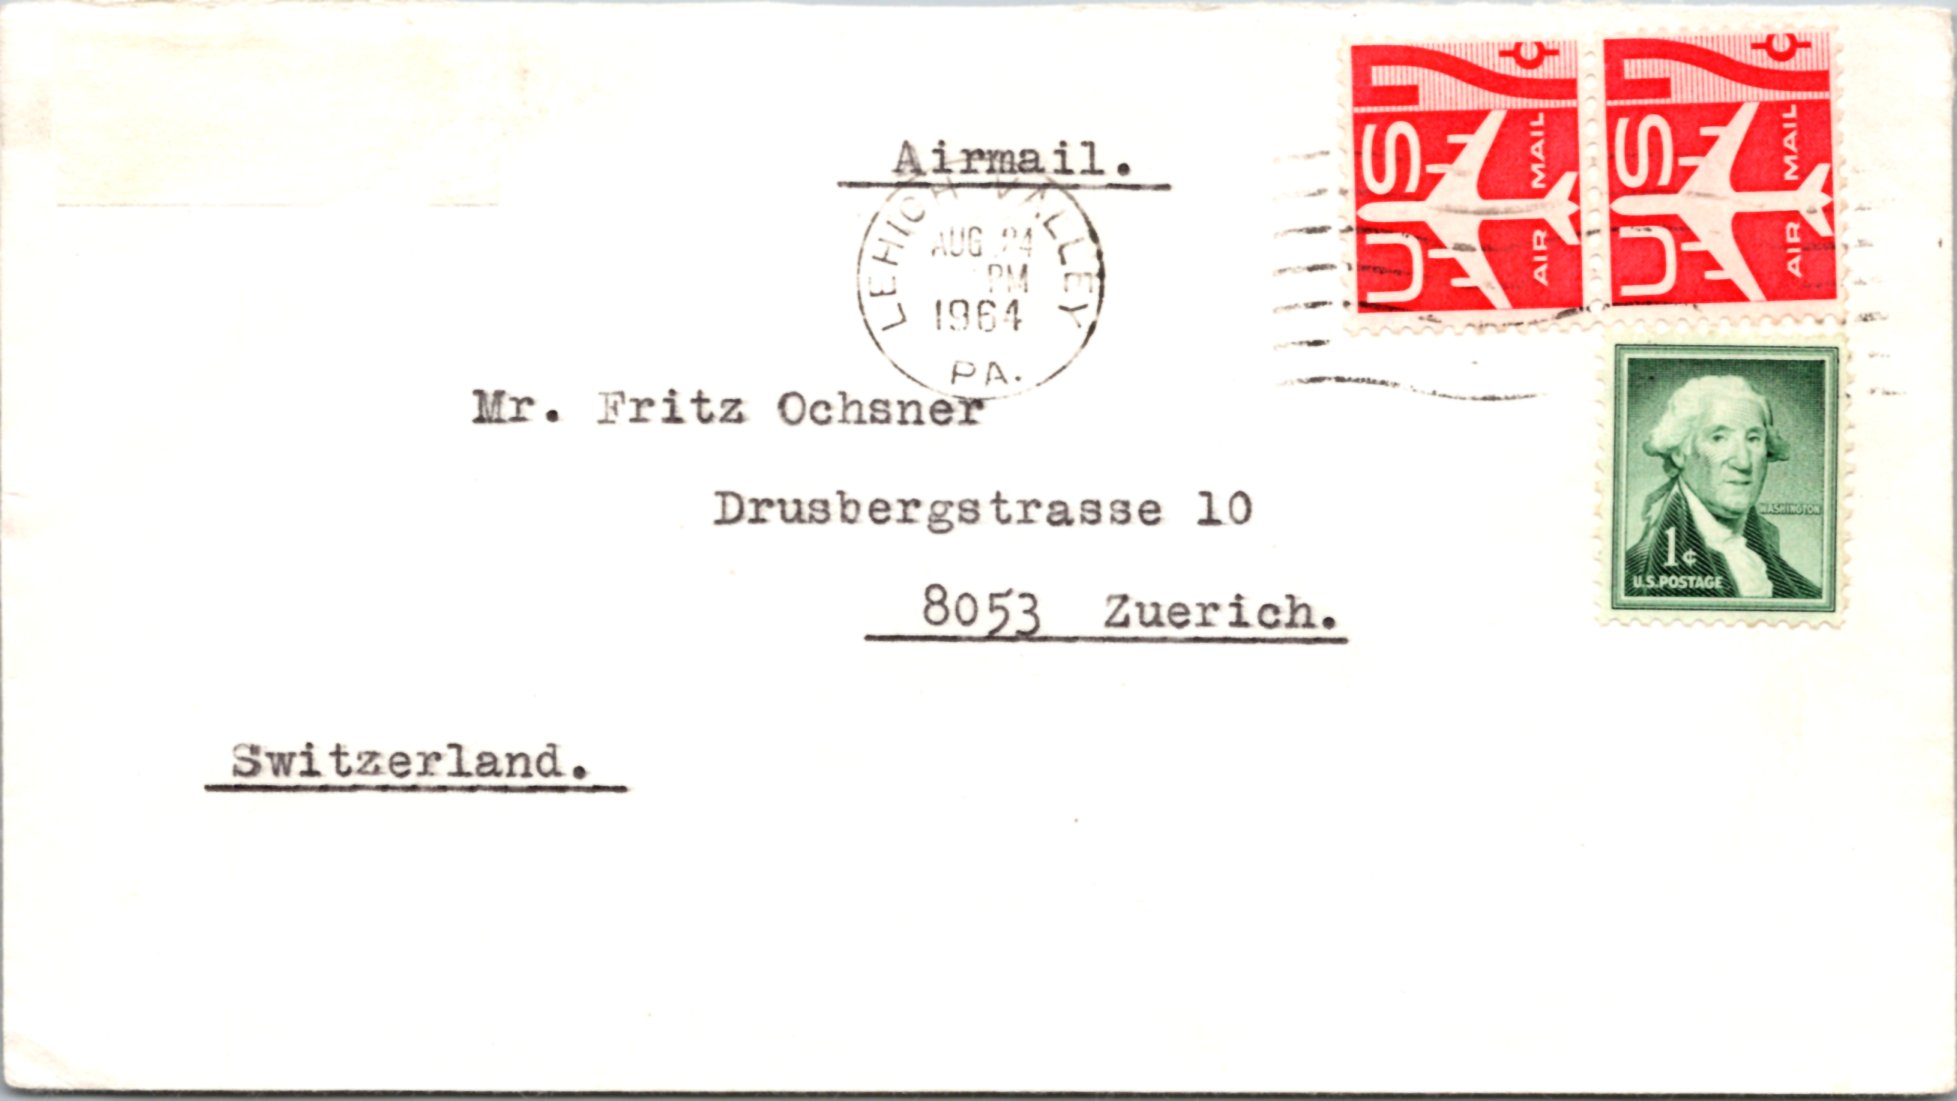 Airmail.
LEHIGH VALLEY
AUG 24
PM
1964
PA.
Mr. Fritz Ochsner
Drusbergstrasse 10
8053 Zuerich.
Switzerland.
US 7¢
AIR MAIL
US 7¢
AIR MAIL
WASHINGTON
1¢
U.S. POSTAGE